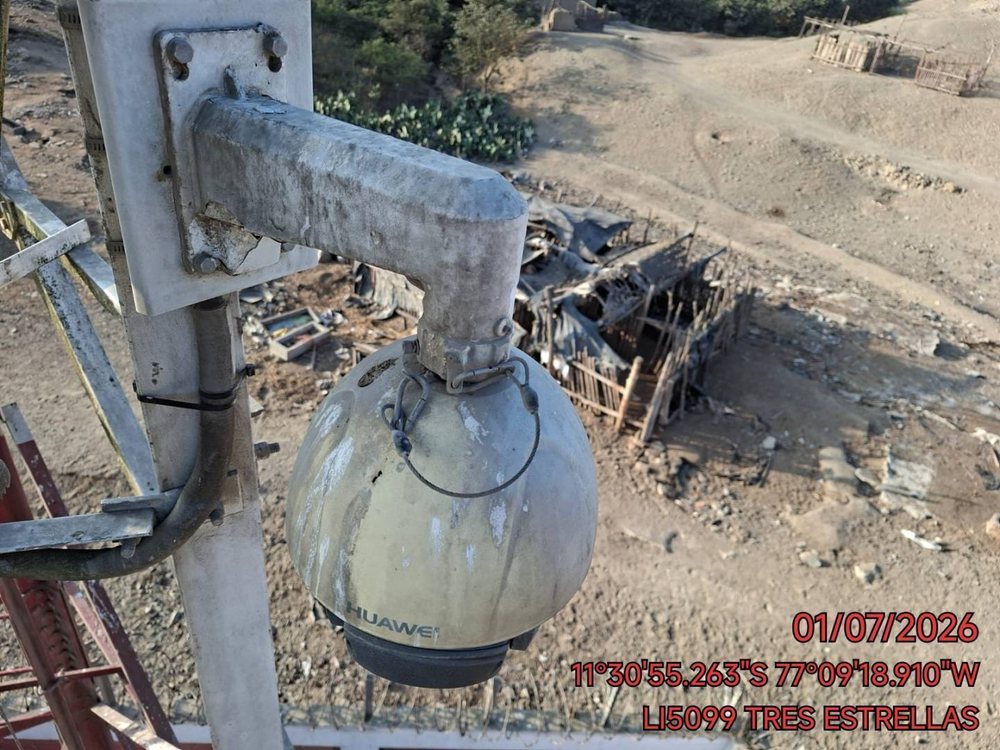 HUAWEI
01/07/2026
11°30'55.263"S 77°09'18.910"W
LI5099 TRES ESTRELLAS